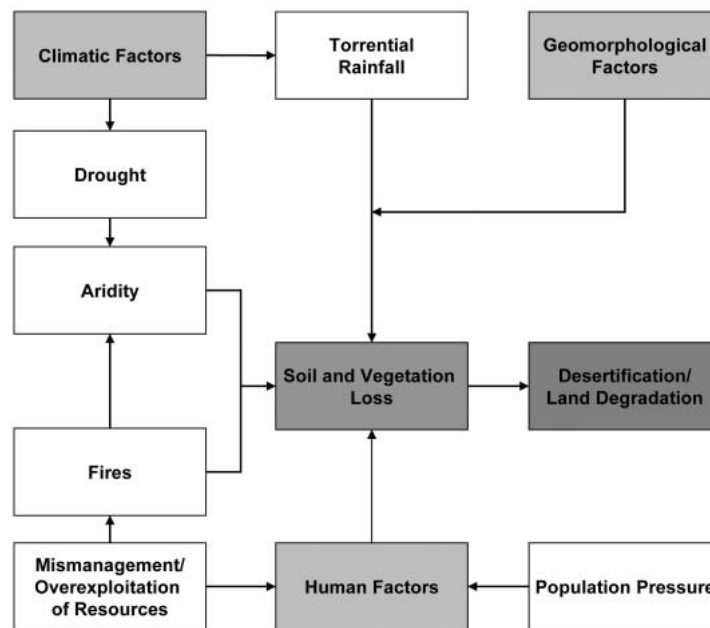 Climatic Factors
Torrential
Rainfall
Geomorphological
Factors
Drought
Aridity
Soil and Vegetation
Loss
Desertification/
Land Degradation
Fires
Mismanagement/
Overexploitation
of Resources
Human Factors
Population Pressure